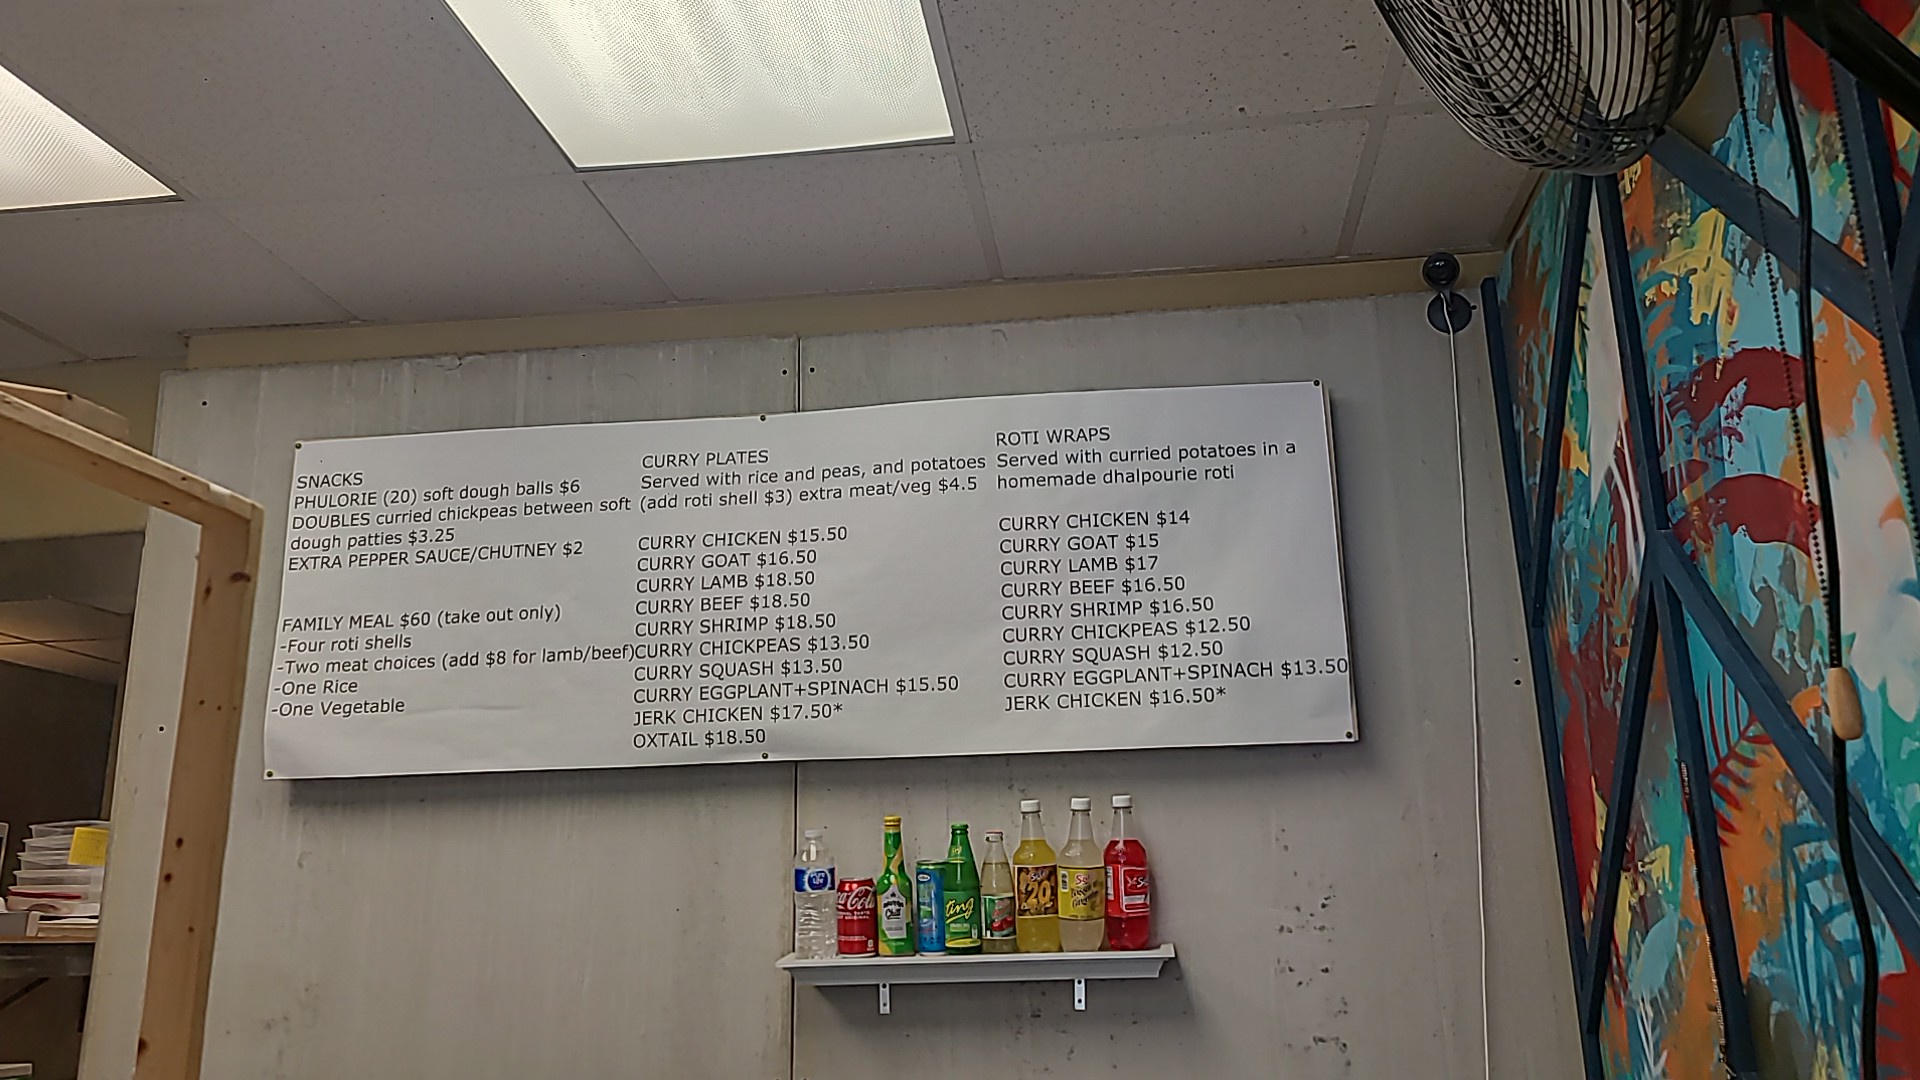 SNACKS
PHULORIE (20) soft dough balls $6
DOUBLES curried chickpeas between soft
dough patties $3.25
EXTRA PEPPER SAUCE/CHUTNEY $2
FAMILY MEAL $60 (take out only)
-Four roti shells
-Two meat choices (add $8 for lamb/beef)
-One Rice
-One Vegetable
CURRY PLATES
Served with rice and peas, and potatoes
(add roti shell $3) extra meat/veg $4.5
CURRY CHICKEN $15.50
CURRY GOAT $16.50
CURRY LAMB $18.50
CURRY BEEF $18.50
CURRY SHRIMP $18.50
CURRY CHICKPEAS $13.50
CURRY SQUASH $13.50
CURRY EGGPLANT+SPINACH $15.50
JERK CHICKEN $17.50*
OXTAIL $18.50
ROTI WRAPS
Served with curried potatoes in a
homemade dhalpourie roti
CURRY CHICKEN $14
CURRY GOAT $15
CURRY LAMB $17
CURRY BEEF $16.50
CURRY SHRIMP $16.50
CURRY CHICKPEAS $12.50
CURRY SQUASH $12.50
CURRY EGGPLANT+SPINACH $13.50
JERK CHICKEN $16.50*
Pure
Life
Coca-Cola
Ting